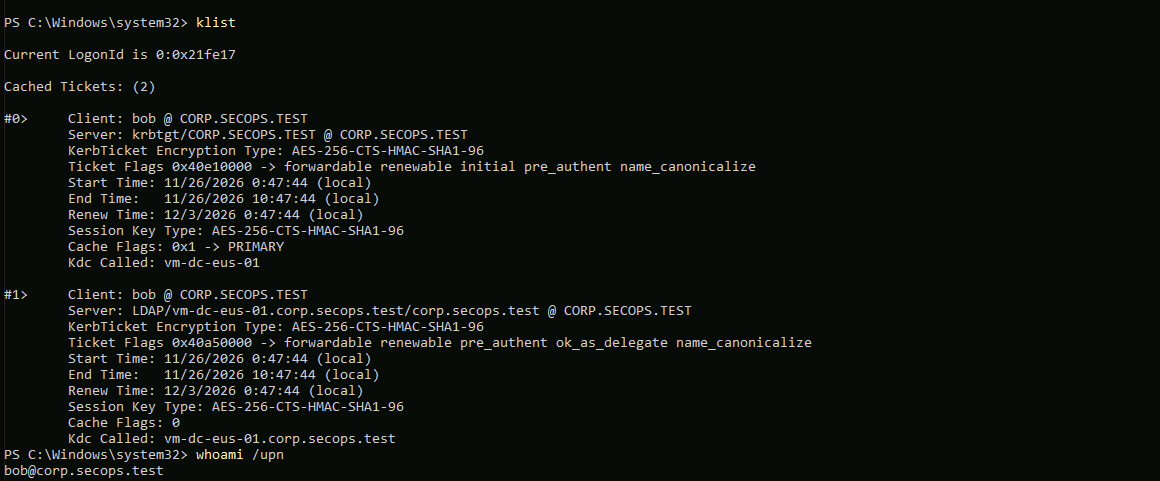 PS C:\Windows\system32> klist
Current LogonId is 0:0x21fe17
Cached Tickets: (2)
#0> Client: bob @ CORP.SECOPS.TEST
Server: krbtgt/CORP.SECOPS.TEST @ CORP.SECOPS.TEST
KerbTicket Encryption Type: AES-256-CTS-HMAC-SHA1-96
Ticket Flags 0x40e10000 -> forwardable renewable initial pre_authent name_canonicalize
Start Time: 11/26/2026 0:47:44 (local)
End Time: 11/26/2026 10:47:44 (local)
Renew Time: 12/3/2026 0:47:44 (local)
Session Key Type: AES-256-CTS-HMAC-SHA1-96
Cache Flags: 0x1 -> PRIMARY
Kdc Called: vm-dc-eus-01
#1> Client: bob @ CORP.SECOPS.TEST
Server: LDAP/vm-dc-eus-01.corp.secops.test/corp.secops.test @ CORP.SECOPS.TEST
KerbTicket Encryption Type: AES-256-CTS-HMAC-SHA1-96
Ticket Flags 0x40a50000 -> forwardable renewable pre_authent ok_as_delegate name_canonicalize
Start Time: 11/26/2026 0:47:44 (local)
End Time: 11/26/2026 10:47:44 (local)
Renew Time: 12/3/2026 0:47:44 (local)
Session Key Type: AES-256-CTS-HMAC-SHA1-96
Cache Flags: 0
Kdc Called: vm-dc-eus-01.corp.secops.test
PS C:\Windows\system32> whoami /upn
bob@corp.secops.test